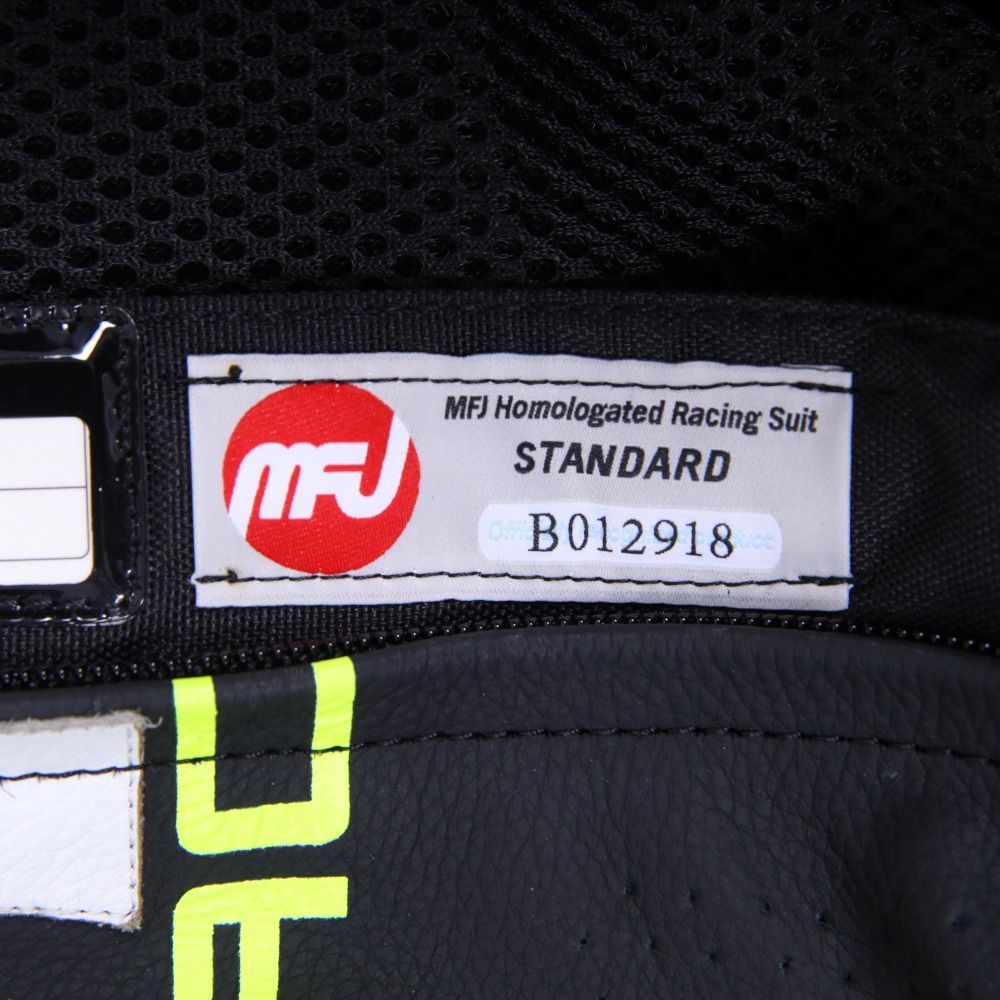 MFJ
MFJ Homologated Racing Suit
STANDARD
B012918